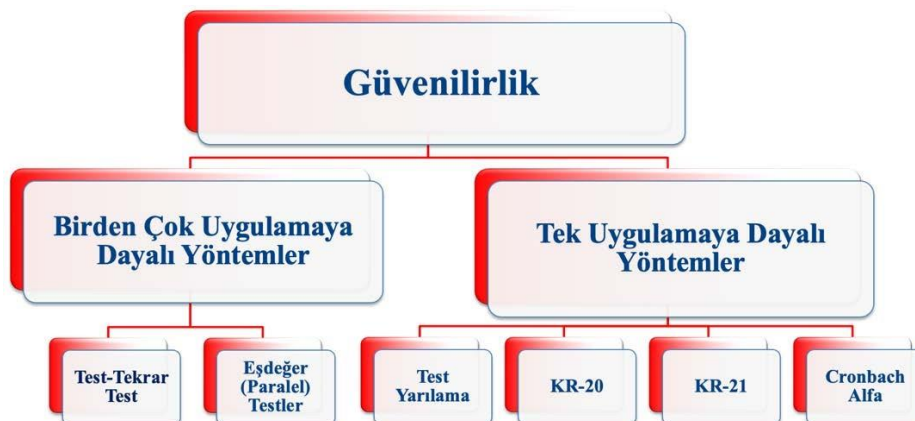 Güvenilirlik
Birden Çok Uygulamaya
Dayalı Yöntemler
Tek Uygulamaya Dayalı
Yöntemler
Test-Tekrar
Test
Eşdeğer
(Paralel)
Testler
Test
Yarılama
KR-20
KR-21
Cronbach
Alfa